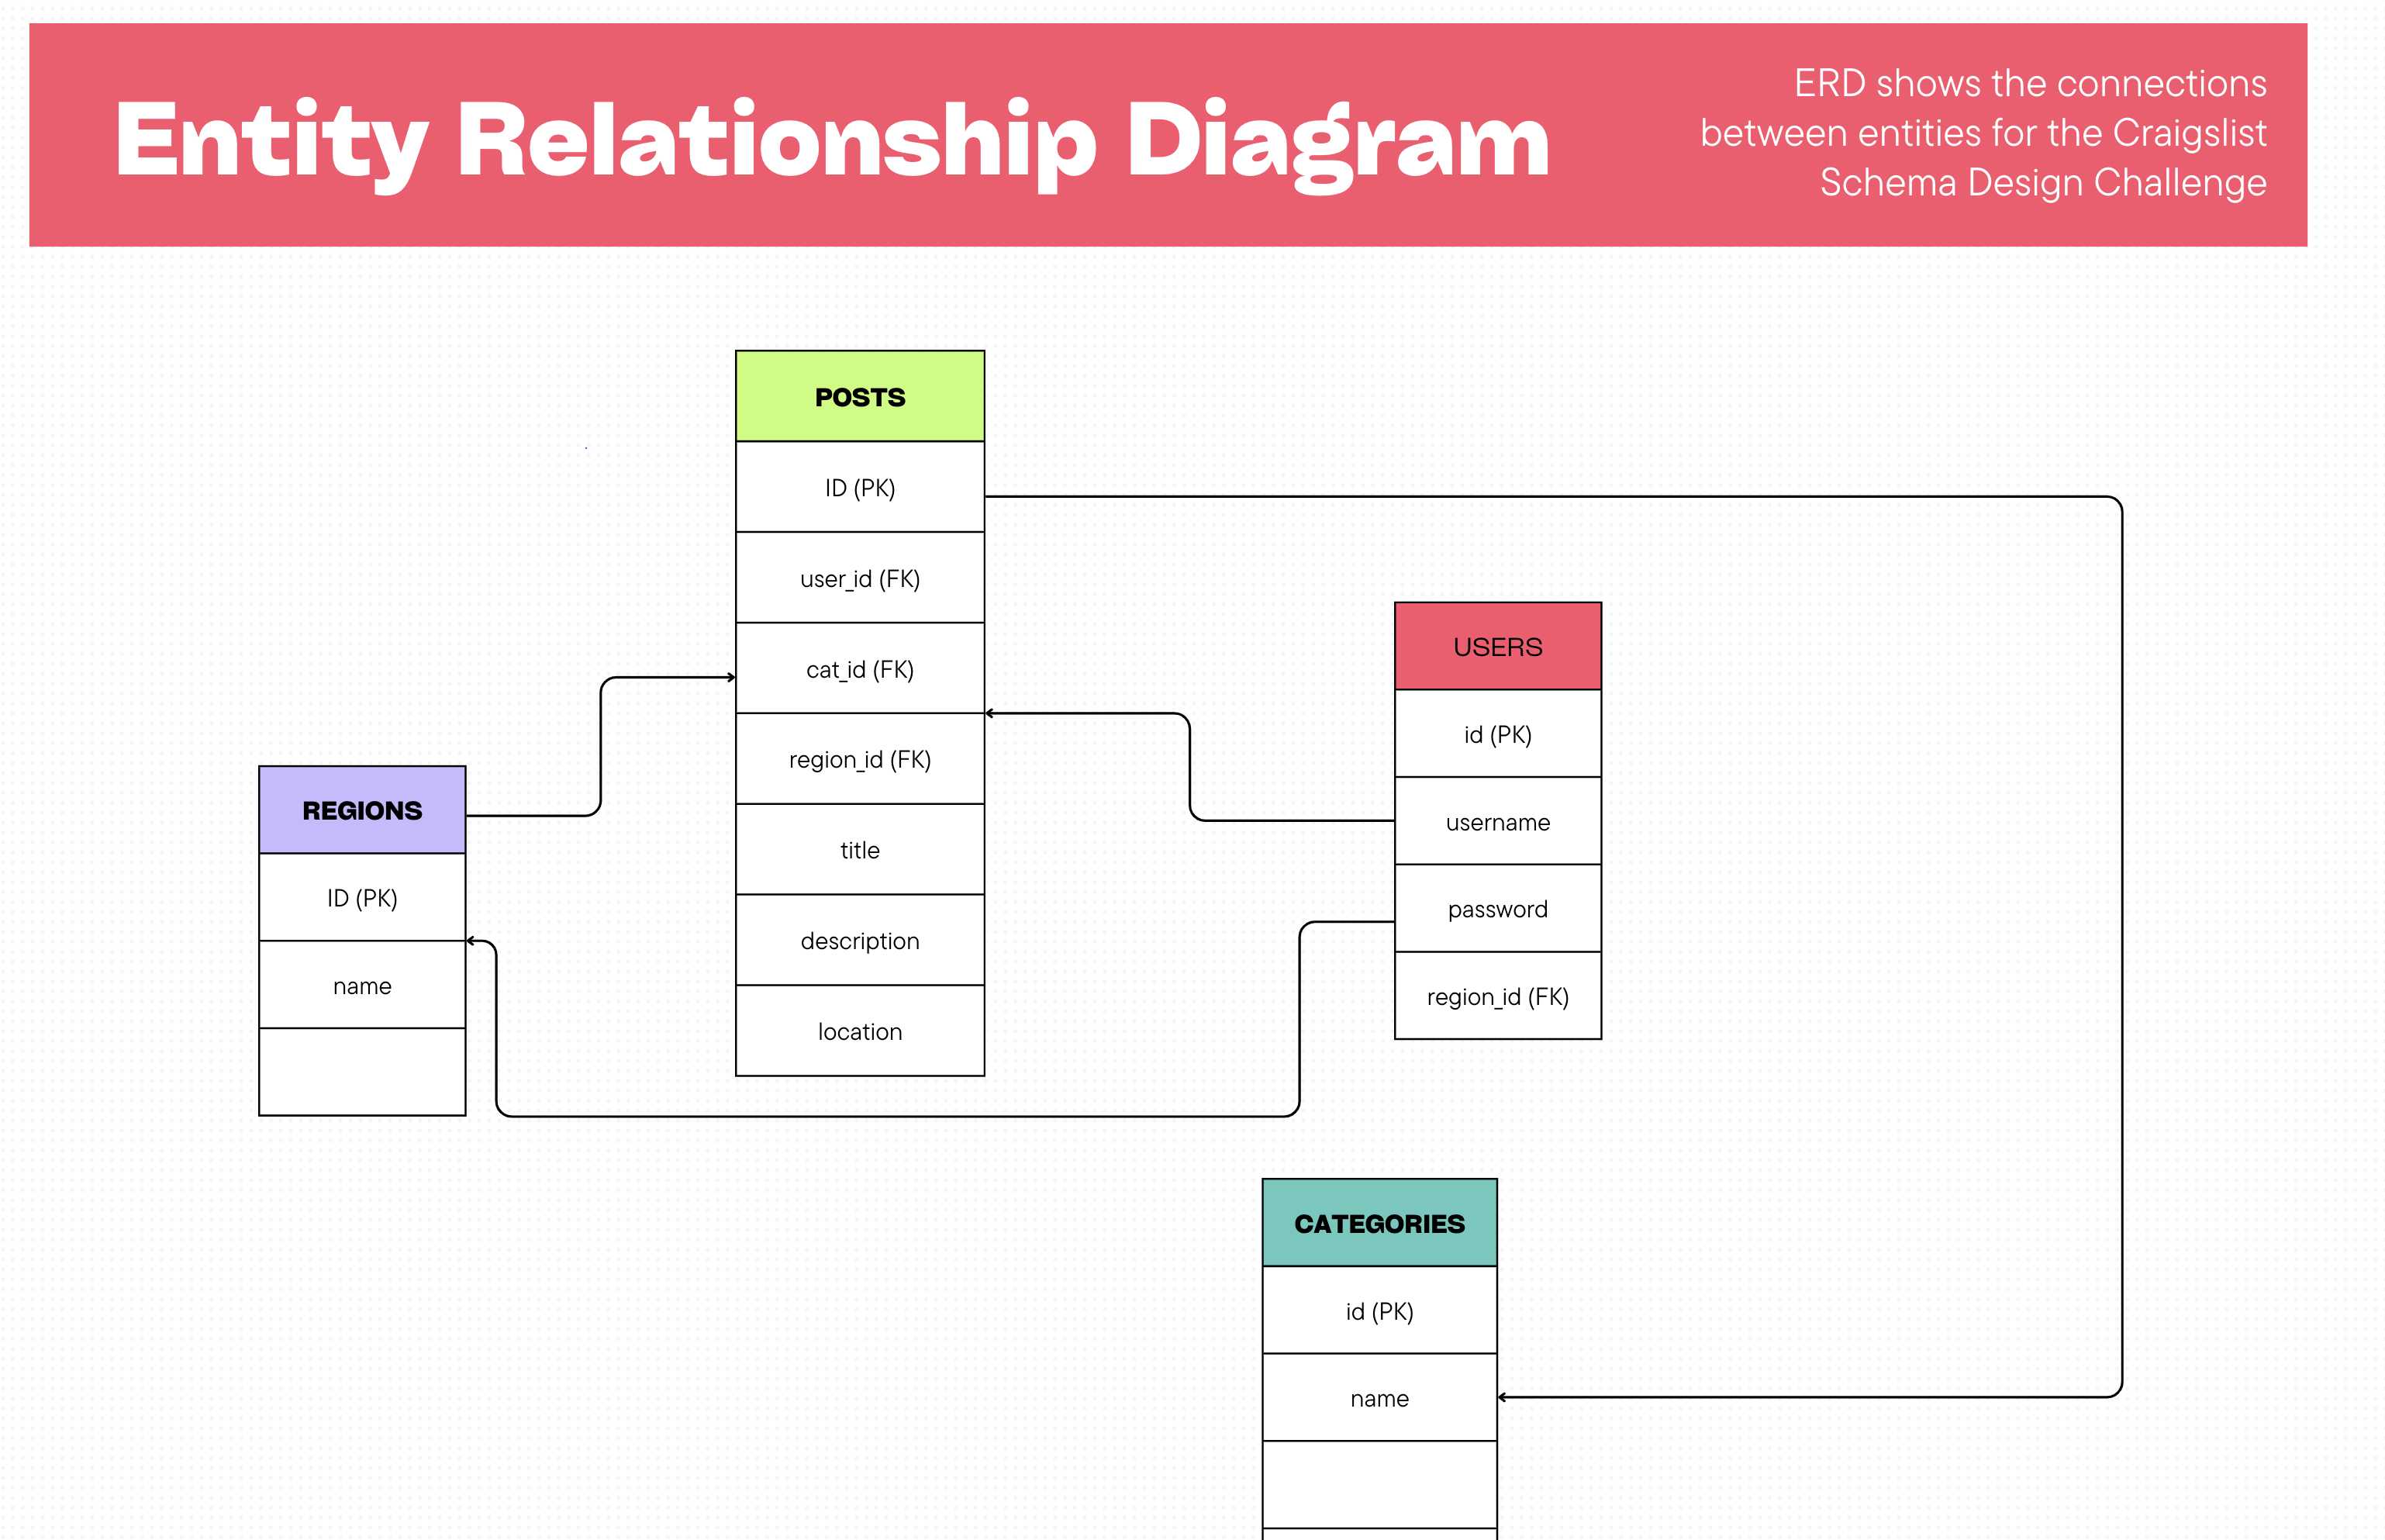 Entity Relationship Diagram
ERD shows the connections
between entities for the Craigslist
Schema Design Challenge
POSTS
ID (PK)
user_id (FK)
cat_id (FK)
region_id (FK)
title
description
location
USERS
id (PK)
username
password
region_id (FK)
REGIONS
ID (PK)
name
CATEGORIES
id (PK)
name